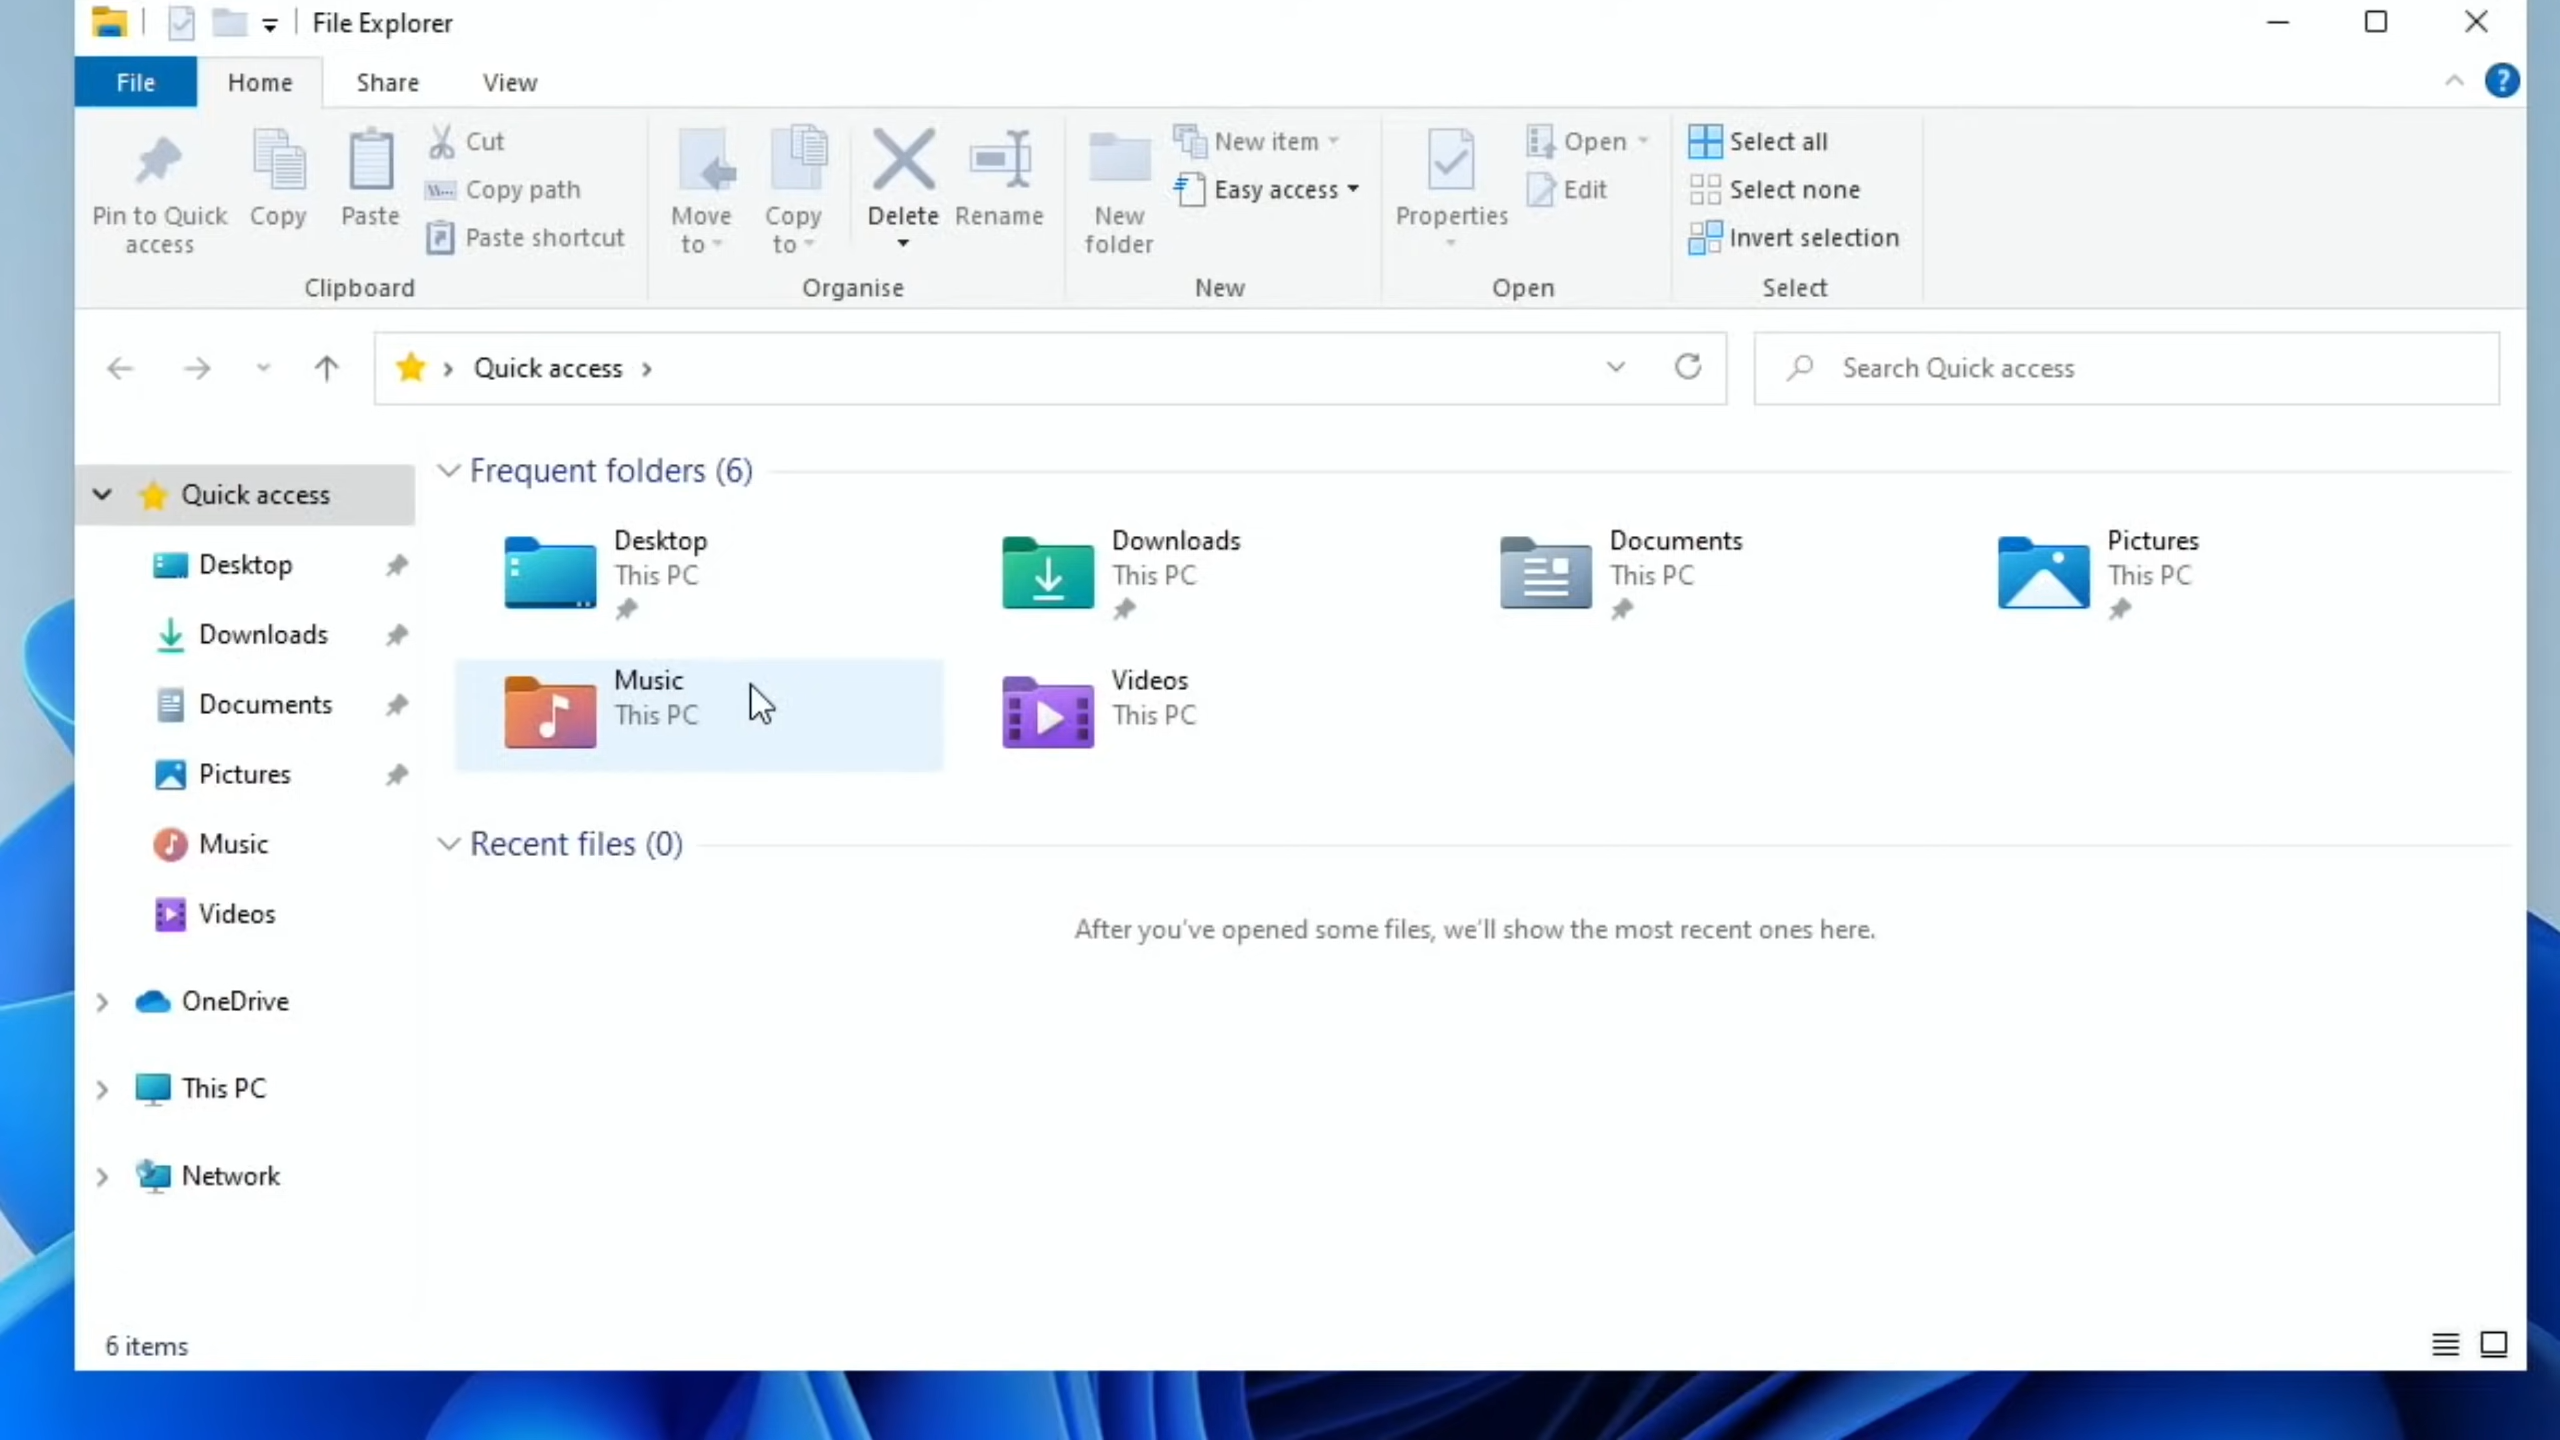 File Explorer
File Home Share View
Pin to Quick access
Copy
Paste
Cut
Copy path
Paste shortcut
Clipboard
Move to
Copy to
Delete
Rename
Organise
New folder
New item
Easy access
New
Properties
Open
Edit
Open
Select all
Select none
Invert selection
Select
Quick access
Search Quick access
Quick access
Desktop
Downloads
Documents
Pictures
Music
Videos
OneDrive
This PC
Network
Frequent folders (6)
Desktop
This PC
Downloads
This PC
Documents
This PC
Pictures
This PC
Music
This PC
Videos
This PC
Recent files (0)
After you've opened some files, we'll show the most recent ones here.
6 items